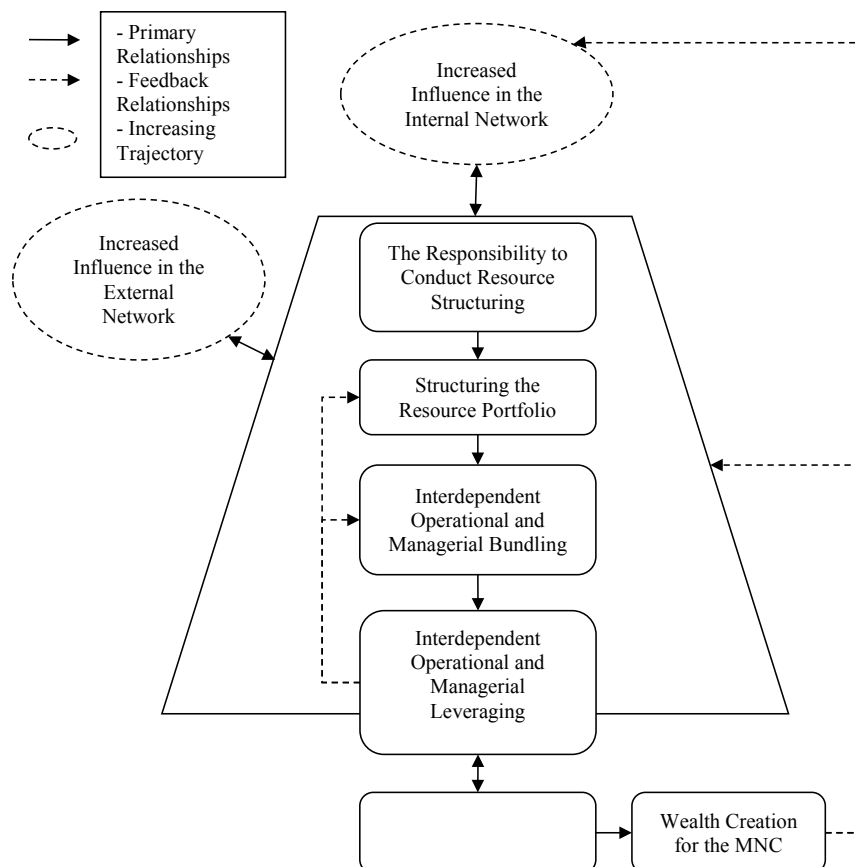 - Primary
Relationships
- Feedback
Relationships
- Increasing
Trajectory
Increased
Influence in the
Internal Network
Increased
Influence in the
External
Network
The Responsibility to
Conduct Resource
Structuring
Structuring the
Resource Portfolio
Interdependent
Operational and
Managerial Bundling
Interdependent
Operational and
Managerial
Leveraging
Wealth Creation
for the MNC